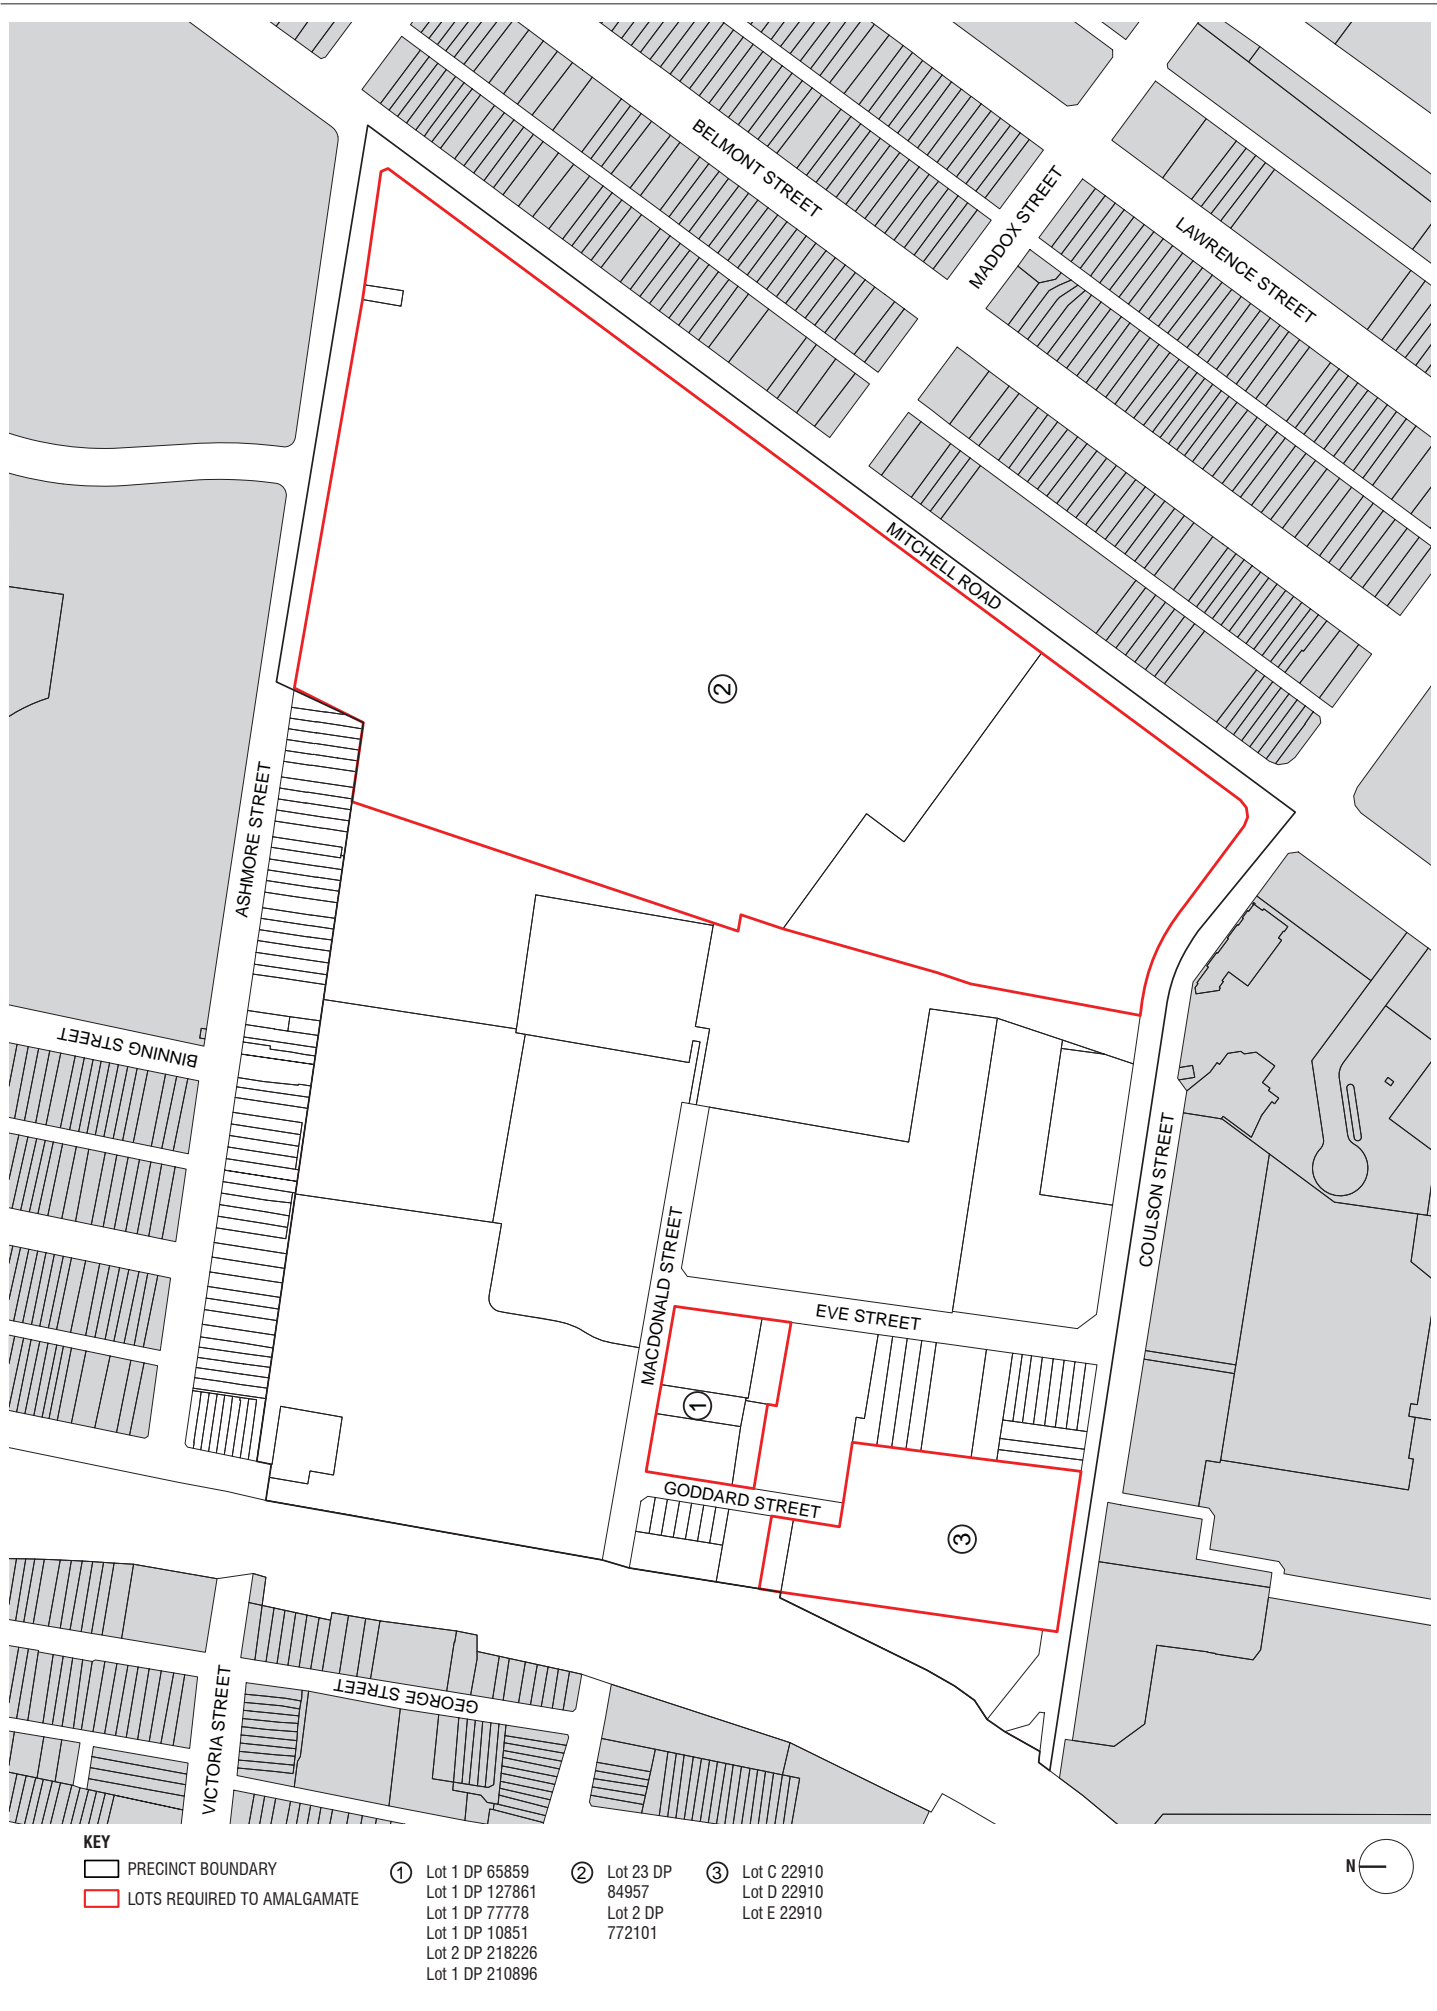 BELMONT STREET
MADDOX STREET
LAWRENCE STREET
MITCHELL ROAD
2
ASHMORE STREET
BINNING STREET
COULSON STREET
MACDONALD STREET
EVE STREET
1
GODDARD STREET
3
VICTORIA STREET
GEORGE STREET
KEY
PRECINCT BOUNDARY
LOTS REQUIRED TO AMALGAMATE
1 Lot 1 DP 65859
Lot 1 DP 127861
Lot 1 DP 77778
Lot 1 DP 10851
Lot 2 DP 218226
Lot 1 DP 210896
2 Lot 23 DP
84957
Lot 2 DP
772101
3 Lot C 22910
Lot D 22910
Lot E 22910
N